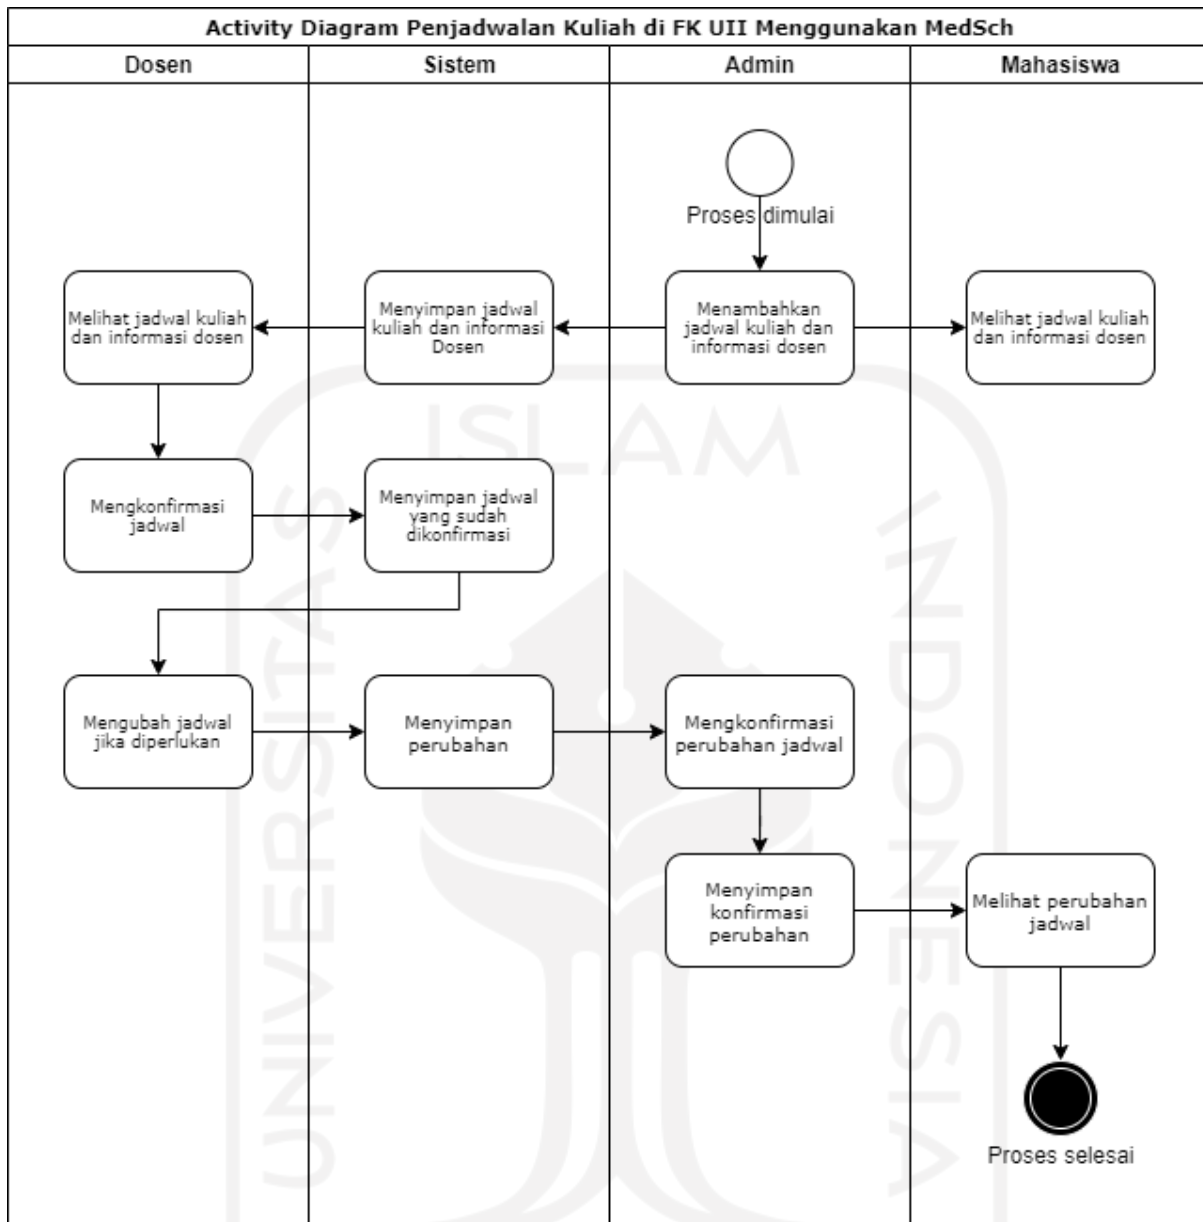 Activity Diagram Penjadwalan Kuliah di FK UII Menggunakan MedSch
Dosen
Sistem
Admin
Mahasiswa
Proses dimulai
Melihat jadwal kuliah
dan informasi dosen
Menyimpan jadwal
kuliah dan informasi
Dosen
Menambahkan
jadwal kuliah dan
informasi dosen
Melihat jadwal kuliah
dan informasi dosen
Mengkonfirmasi
jadwal
Menyimpan jadwal
yang sudah
dikonfirmasi
Mengubah jadwal
jika diperlukan
Menyimpan
perubahan
Mengkonfirmasi
perubahan jadwal
Menyimpan
konfirmasi
perubahan
Melihat perubahan
jadwal
Proses selesai
UNIVERSITAS
ISLAM
INDONESIA